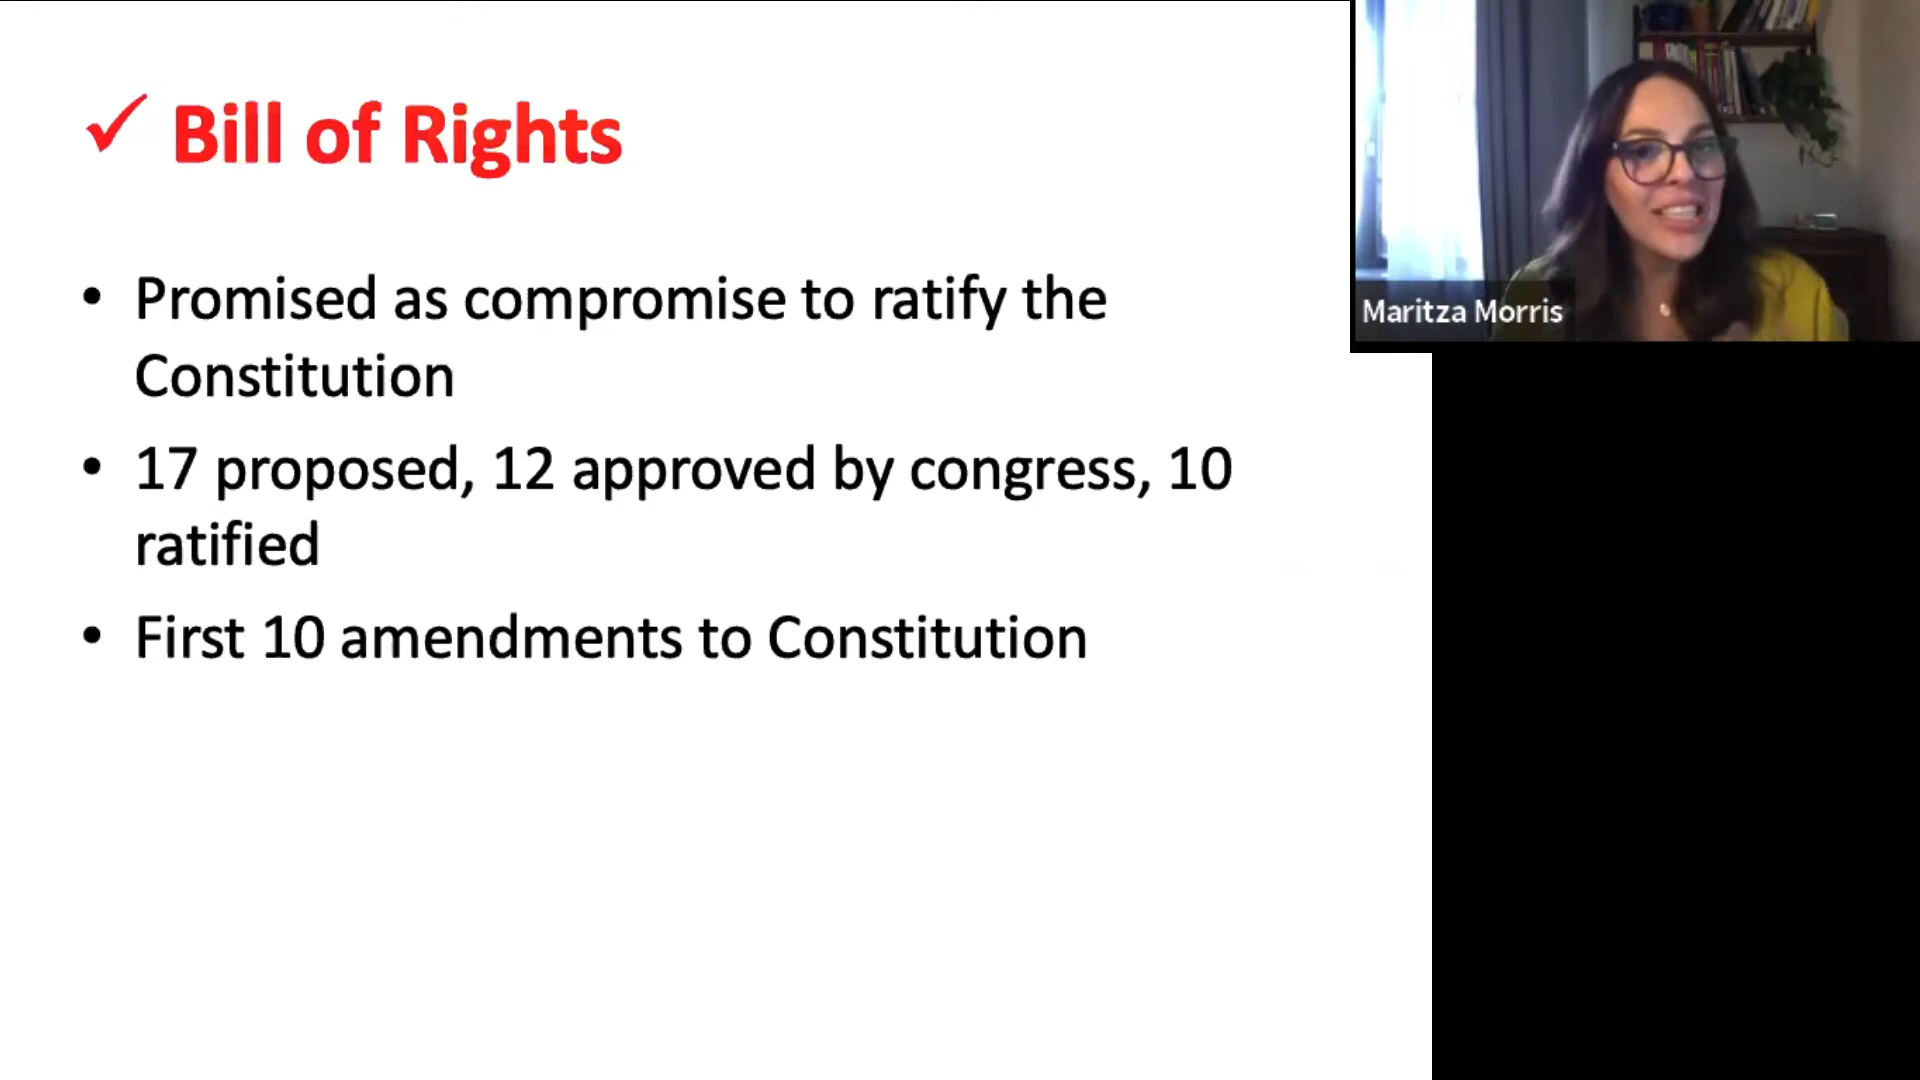 ✓ Bill of Rights
• Promised as compromise to ratify the
Constitution
• 17 proposed, 12 approved by congress, 10
ratified
• First 10 amendments to Constitution
Maritza Morris